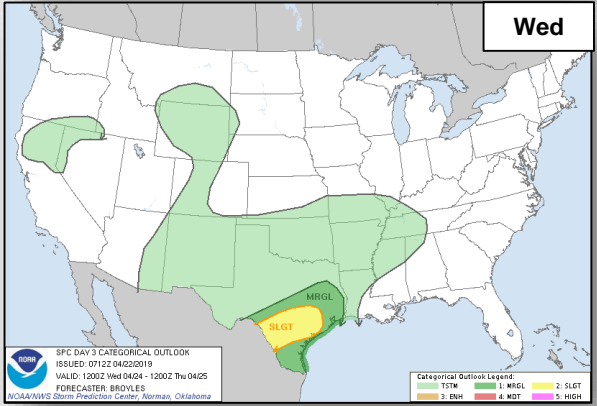 Wed
MRGL
SLGT
NOAA
SPC DAY 3 CATEGORICAL OUTLOOK
ISSUED: 0712Z 04/22/2019
VALID: 1200Z Wed 04/24 - 1200Z Thu 04/25
FORECASTER: BROYLES
NOAA/NWS Storm Prediction Center, Norman, Oklahoma
Categorical Outlook Legend:
TSTM 1: MRGL 2: SLGT
3: ENH 4: MDT 5: HIGH